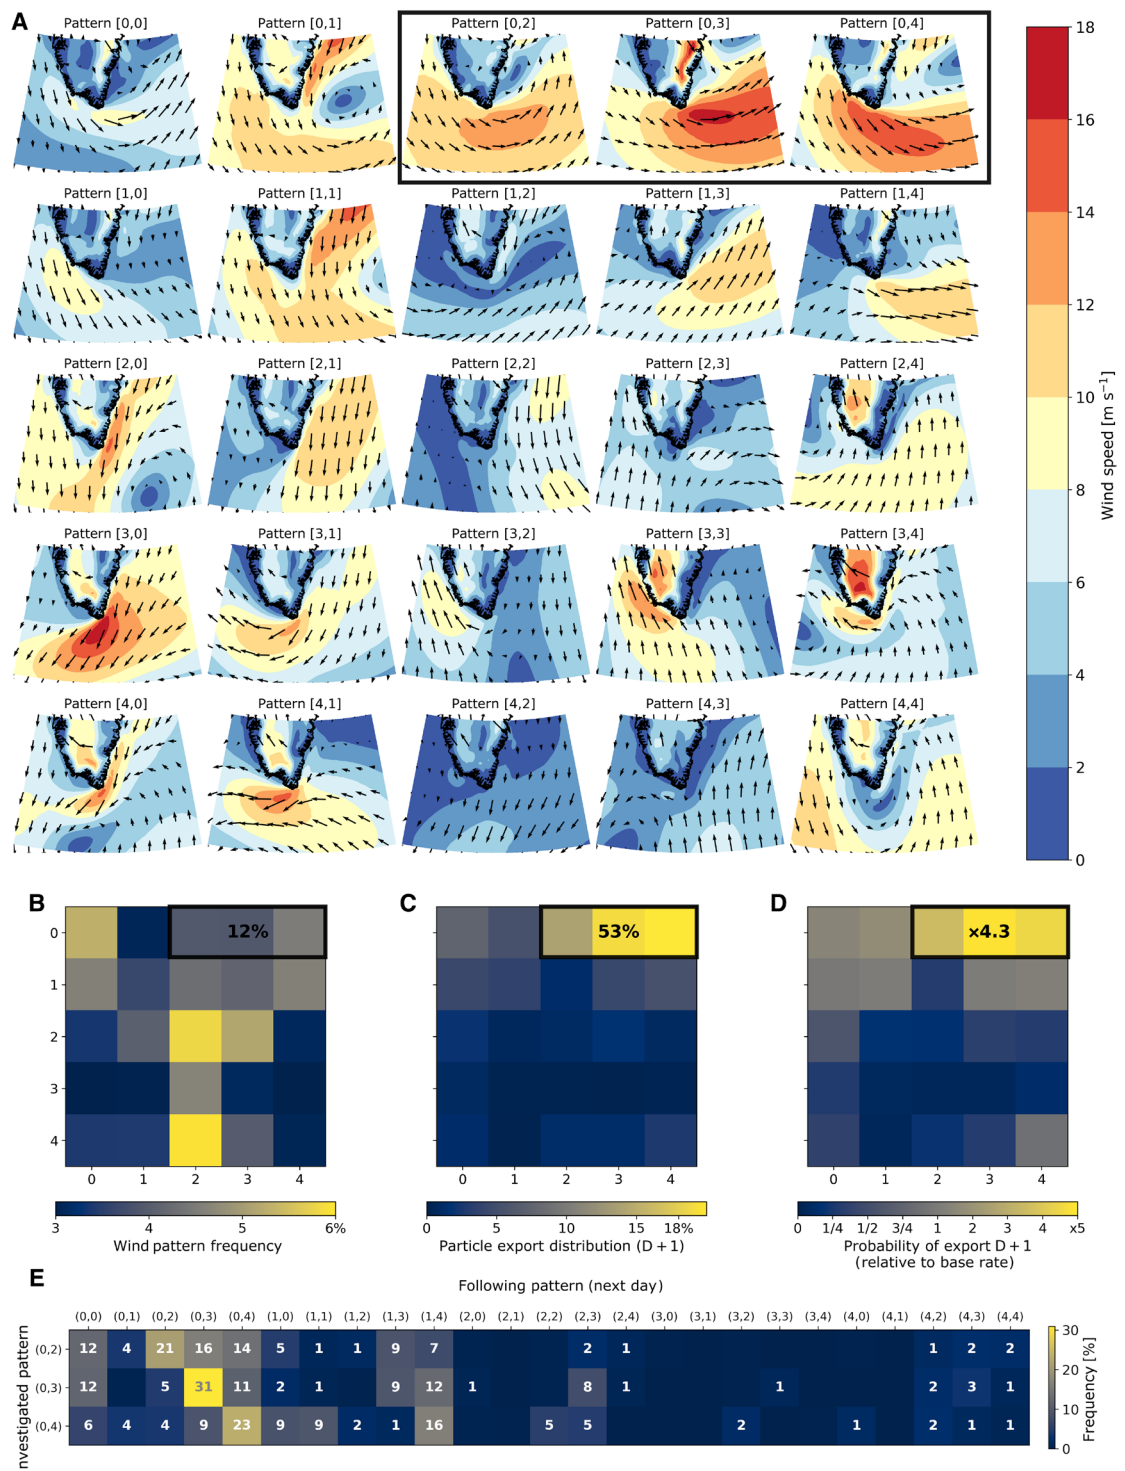 A
Pattern [0,0] Pattern [0,1] Pattern [0,2] Pattern [0,3] Pattern [0,4]
Pattern [1,0] Pattern [1,1] Pattern [1,2] Pattern [1,3] Pattern [1,4]
Pattern [2,0] Pattern [2,1] Pattern [2,2] Pattern [2,3] Pattern [2,4]
Pattern [3,0] Pattern [3,1] Pattern [3,2] Pattern [3,3] Pattern [3,4]
Pattern [4,0] Pattern [4,1] Pattern [4,2] Pattern [4,3] Pattern [4,4]
18
16
14
12
10
8
6
4
2
0
Wind speed [m s⁻¹]
B
12%
0
1
2
3
4
0 1 2 3 4
3 4 5 6%
Wind pattern frequency
C
53%
0 1 2 3 4
0 5 10 15 18%
Particle export distribution (D + 1)
D
×4.3
0 1 2 3 4
0 1/4 1/2 3/4 1 2 3 4 x5
Probability of export D + 1
(relative to base rate)
E
Following pattern (next day)
(0,0) (0,1) (0,2) (0,3) (0,4) (1,0) (1,1) (1,2) (1,3) (1,4) (2,0) (2,1) (2,2) (2,3) (2,4) (3,0) (3,1) (3,2) (3,3) (3,4) (4,0) (4,1) (4,2) (4,3) (4,4)
nvestigated pattern
(0,2) 12 4 21 16 14 5 1 1 9 7 2 1 1 2 2
(0,3) 12 5 31 11 2 1 9 12 1 8 1 1 2 3 1
(0,4) 6 4 4 9 23 9 9 2 1 16 5 5 2 1 2 1 1
30
20
10
0
Frequency [%]